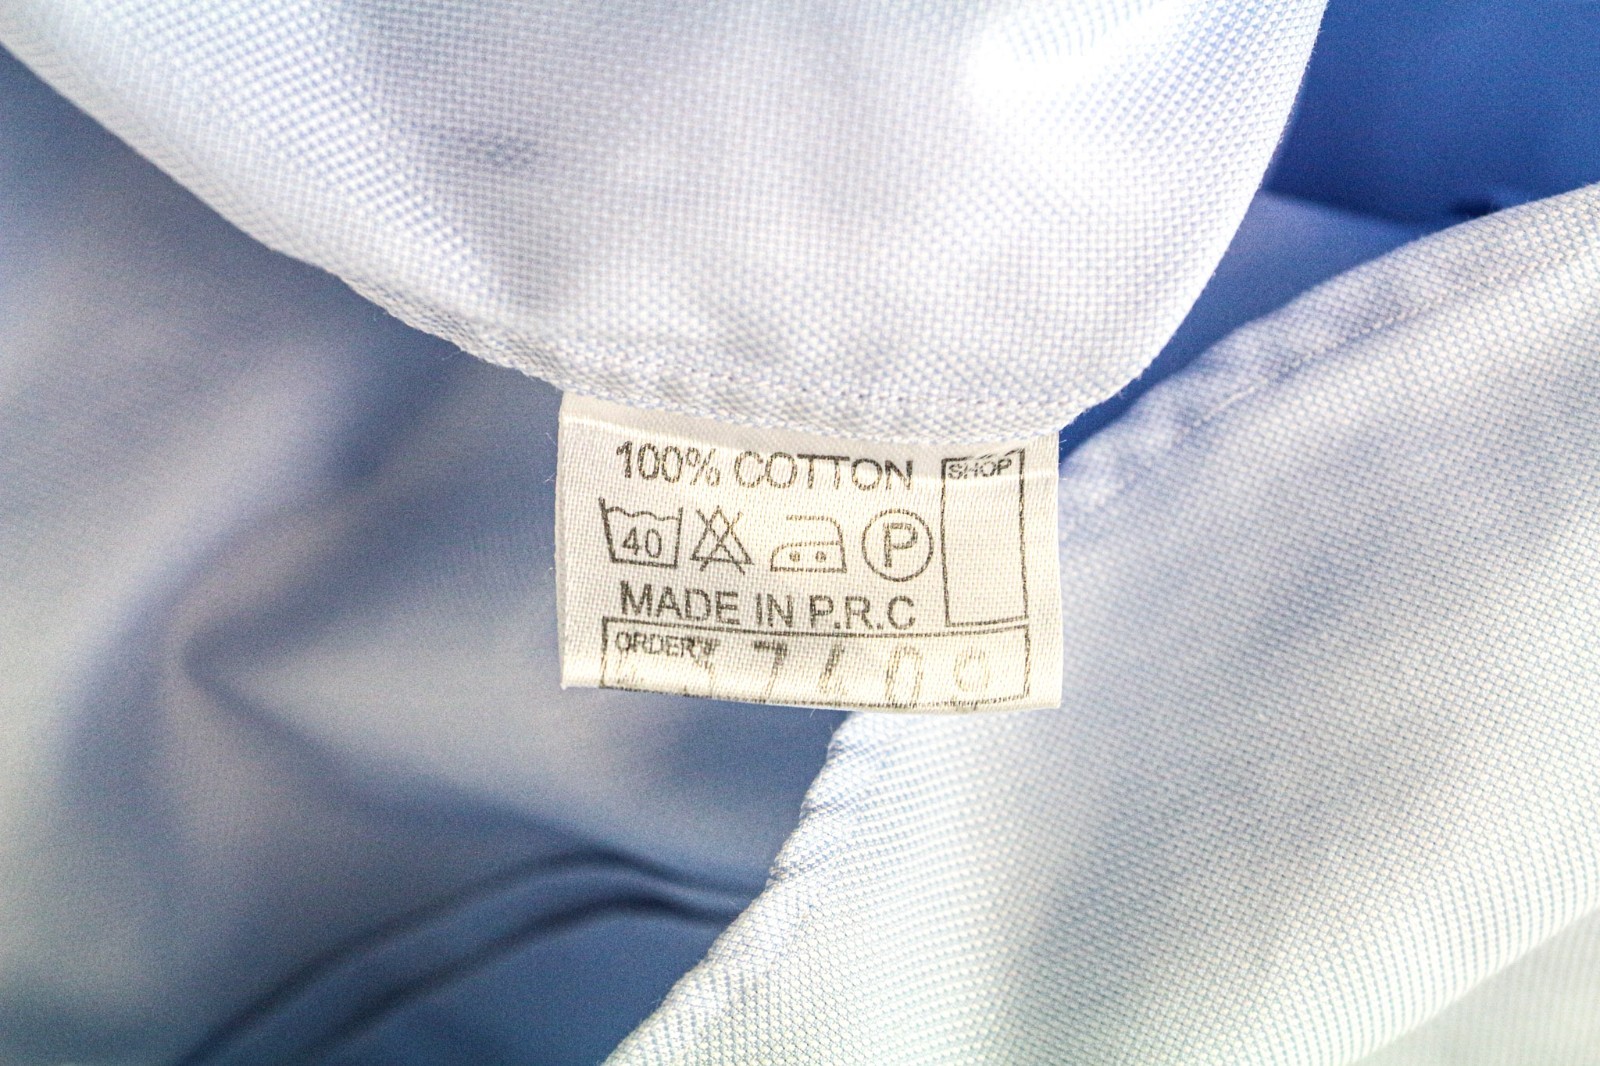 100% COTTON
SHOP
40 P
MADE IN P.R.C
ORDER